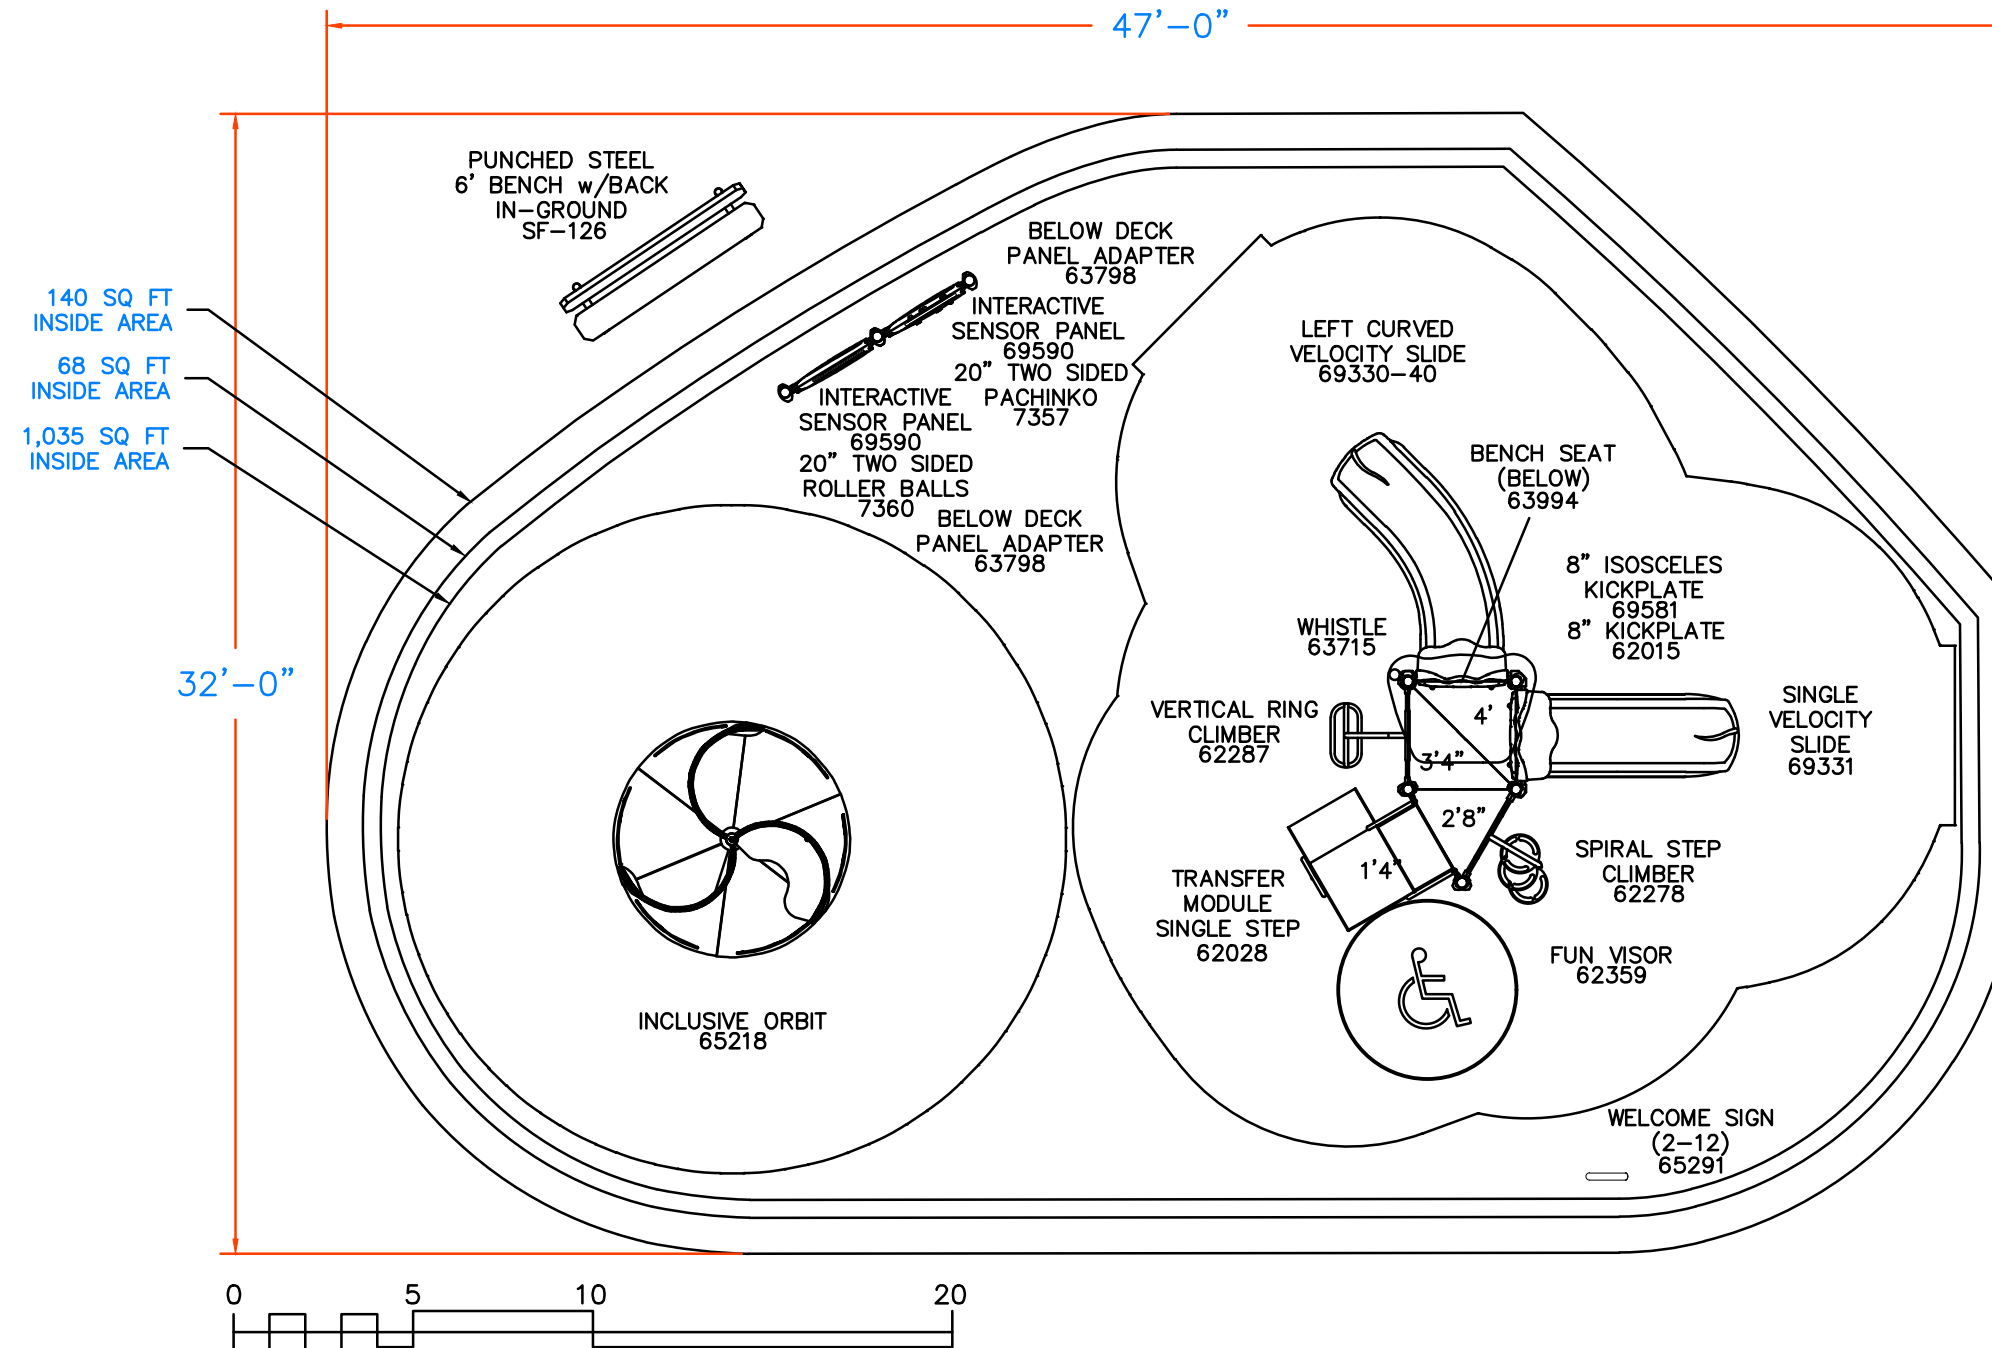 47'-0"
PUNCHED STEEL
6' BENCH w/BACK
IN-GROUND
SF-126
BELOW DECK
PANEL ADAPTER
63798
140 SQ FT
INSIDE AREA
68 SQ FT
INSIDE AREA
1,035 SQ FT
INSIDE AREA
INTERACTIVE
SENSOR PANEL
69590
20" TWO SIDED
PACHINKO
7357
INTERACTIVE
SENSOR PANEL
69590
20" TWO SIDED
ROLLER BALLS
7360
BELOW DECK
PANEL ADAPTER
63798
LEFT CURVED
VELOCITY SLIDE
69330-40
BENCH SEAT
(BELOW)
63994
8" ISOSCELES
KICKPLATE
69581
8" KICKPLATE
62015
WHISTLE
63715
32'-0"
VERTICAL RING
CLIMBER
62287
4'
3'4"
2'8"
1'4"
SINGLE
VELOCITY
SLIDE
69331
SPIRAL STEP
CLIMBER
62278
TRANSFER
MODULE
SINGLE STEP
62028
FUN VISOR
62359
INCLUSIVE ORBIT
65218
WELCOME SIGN
(2-12)
65291
0 5 10 20